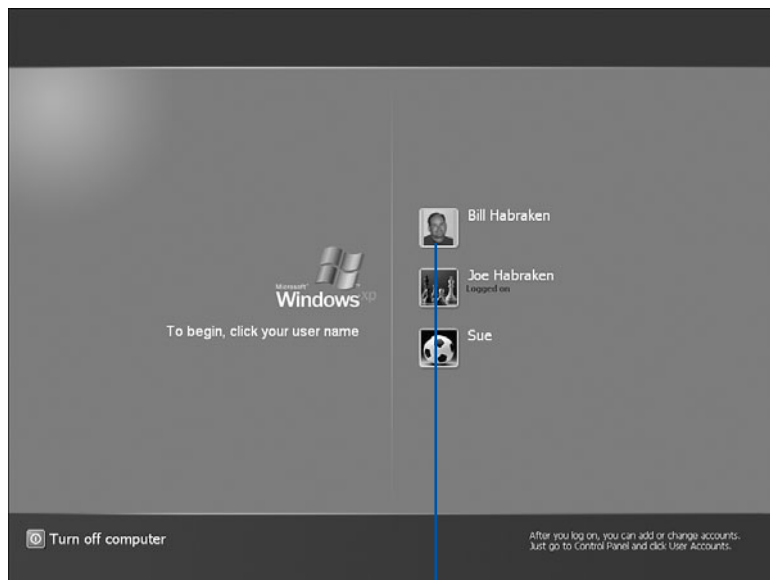 Bill Habraken
Joe Habraken
Logged on
Microsoft
Windows xp
To begin, click your user name
Sue
Turn off computer
After you log on, you can add or change accounts.
Just go to Control Panel and click User Accounts.